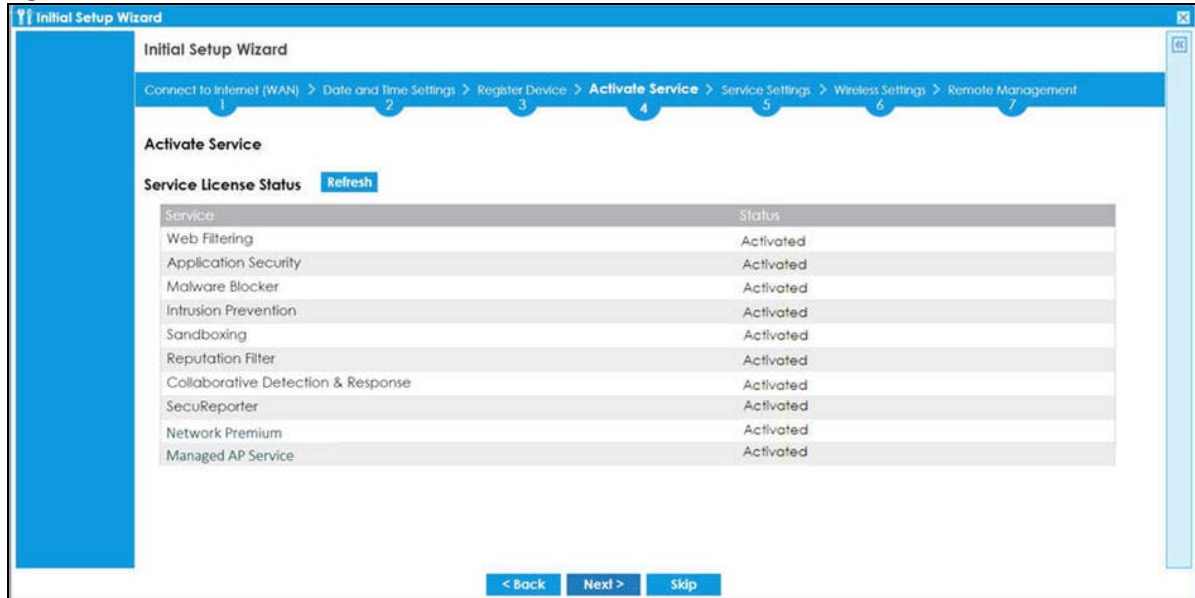 Initial Setup Wizard
Initial Setup Wizard
Connect to Internet (WAN) > Date and Time Settings > Register Device > Activate Service > Service Settings > Wireless Settings > Remote Management
1 2 3 4 5 6 7
Activate Service
Service License Status Refresh
Service Status
Web Filtering Activated
Application Security Activated
Malware Blocker Activated
Intrusion Prevention Activated
Sandboxing Activated
Reputation Filter Activated
Collaborative Detection & Response Activated
SecuReporter Activated
Network Premium Activated
Managed AP Service Activated
< Back Next > Skip